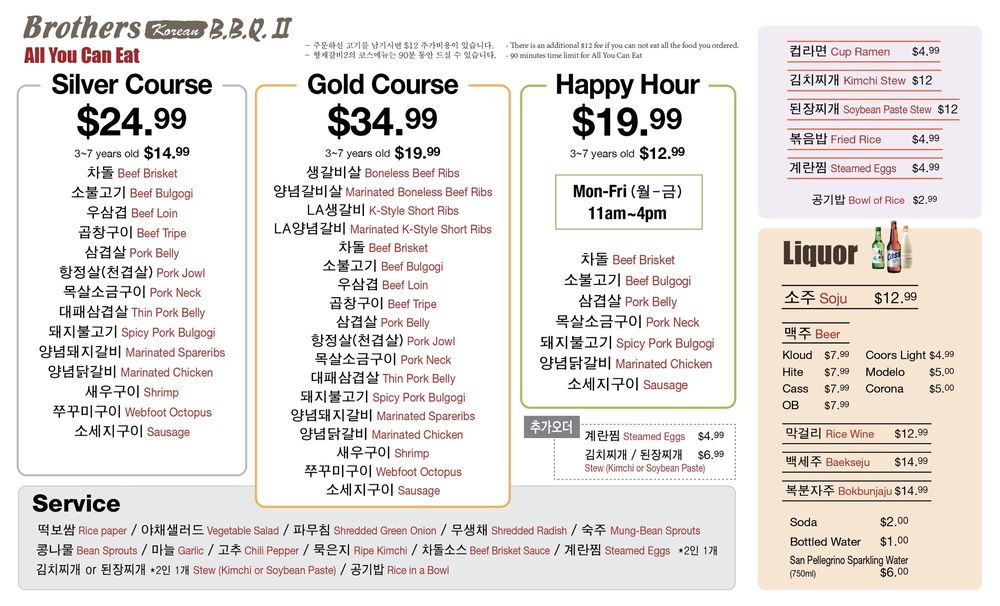 Brothers Korean B.B.Q. II
All You Can Eat
- 주문하신 고기를 남기시면 $12 추가비용이 있습니다.
- 형제갈비2의 코스메뉴는 90분 동안 드실 수 있습니다.
- There is an additional $12 fee if you can not eat all the food you ordered.
- 90 minutes time limit for All You Can Eat
Silver Course
$24.99
3~7 years old $14.99
차돌 Beef Brisket
소불고기 Beef Bulgogi
우삼겹 Beef Loin
곱창구이 Beef Tripe
삼겹살 Pork Belly
항정살(천겹살) Pork Jowl
목살소금구이 Pork Neck
대패삼겹살 Thin Pork Belly
돼지불고기 Spicy Pork Bulgogi
양념돼지갈비 Marinated Spareribs
양념닭갈비 Marinated Chicken
새우구이 Shrimp
쭈꾸미구이 Webfoot Octopus
소세지구이 Sausage
Gold Course
$34.99
3~7 years old $19.99
생갈비살 Boneless Beef Ribs
양념갈비살 Marinated Boneless Beef Ribs
LA생갈비 K-Style Short Ribs
LA양념갈비 Marinated K-Style Short Ribs
차돌 Beef Brisket
소불고기 Beef Bulgogi
우삼겹 Beef Loin
곱창구이 Beef Tripe
삼겹살 Pork Belly
항정살(천겹살) Pork Jowl
목살소금구이 Pork Neck
대패삼겹살 Thin Pork Belly
돼지불고기 Spicy Pork Bulgogi
양념돼지갈비 Marinated Spareribs
양념닭갈비 Marinated Chicken
새우구이 Shrimp
쭈꾸미구이 Webfoot Octopus
소세지구이 Sausage
Happy Hour
$19.99
3~7 years old $12.99
Mon-Fri (월-금)
11am~4pm
차돌 Beef Brisket
소불고기 Beef Bulgogi
삼겹살 Pork Belly
목살소금구이 Pork Neck
돼지불고기 Spicy Pork Bulgogi
양념닭갈비 Marinated Chicken
소세지구이 Sausage
추가오더
계란찜 Steamed Eggs $4.99
김치찌개 / 된장찌개 $6.99
Stew (Kimchi or Soybean Paste)
Service
떡보쌈 Rice paper / 야채샐러드 Vegetable Salad / 파무침 Shredded Green Onion / 무생채 Shredded Radish / 숙주 Mung-Bean Sprouts
콩나물 Bean Sprouts / 마늘 Garlic / 고추 Chili Pepper / 묵은지 Ripe Kimchi / 차돌소스 Beef Brisket Sauce / 계란찜 Steamed Eggs *2인 1개
김치찌개 or 된장찌개 *2인 1개 Stew (Kimchi or Soybean Paste) / 공기밥 Rice in a Bowl
컵라면 Cup Ramen $4.99
김치찌개 Kimchi Stew $12
된장찌개 Soybean Paste Stew $12
볶음밥 Fried Rice $4.99
계란찜 Steamed Eggs $4.99
공기밥 Bowl of Rice $2.99
Liquor
소주 Soju $12.99
맥주 Beer
Kloud $7.99 Coors Light $4.99
Hite $7.99 Modelo $5.00
Cass $7.99 Corona $5.00
OB $7.99
막걸리 Rice Wine $12.99
백세주 Baekseju $14.99
복분자주 Bokbunjaju $14.99
Soda $2.00
Bottled Water $1.00
San Pellegrino Sparkling Water
(750ml) $6.00